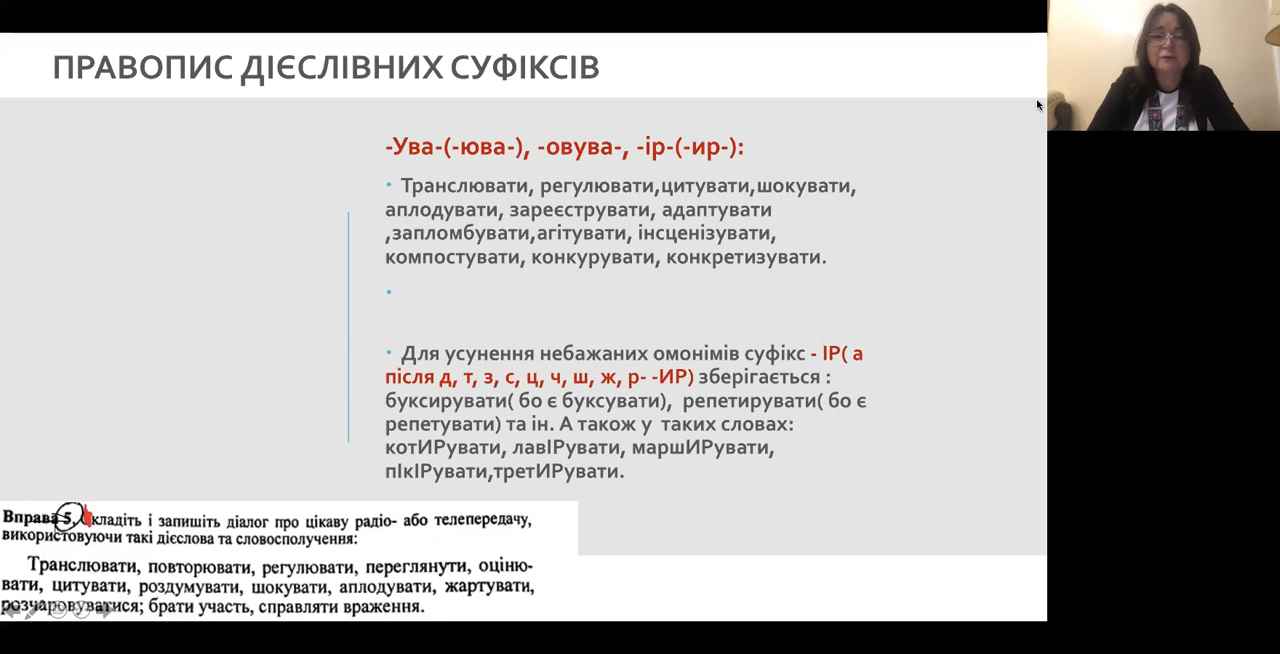 ПРАВОПИС ДІЄСЛІВНИХ СУФІКСІВ
-Ува-(-юва-), -овува-, -ір-(-ир-):
• Транслювати, регулювати,цитувати,шокувати,
аплодувати, зареєструвати, адаптувати
,запломбувати,агітувати, інсценізувати,
компостувати, конкурувати, конкретизувати.
•
• Для усунення небажаних омонімів суфікс - ІР( а
після д, т, з, с, ц, ч, ш, ж, р- -ИР) зберігається :
буксирувати( бо є буксувати), репетирувати( бо є
репетувати) та ін. А також у таких словах:
котИРувати, лавІРувати, маршИРувати,
пІкІРувати,третИРувати.
Вправа 5. Складіть і запишіть діалог про цікаву радіо- або телепередачу,
використовуючи такі дієслова та словосполучення:
Транслювати, повторювати, регулювати, переглянути, оціню-
вати, цитувати, роздумувати, шокувати, аплодувати, жартувати,
розчаровуватися; брати участь, справляти враження.